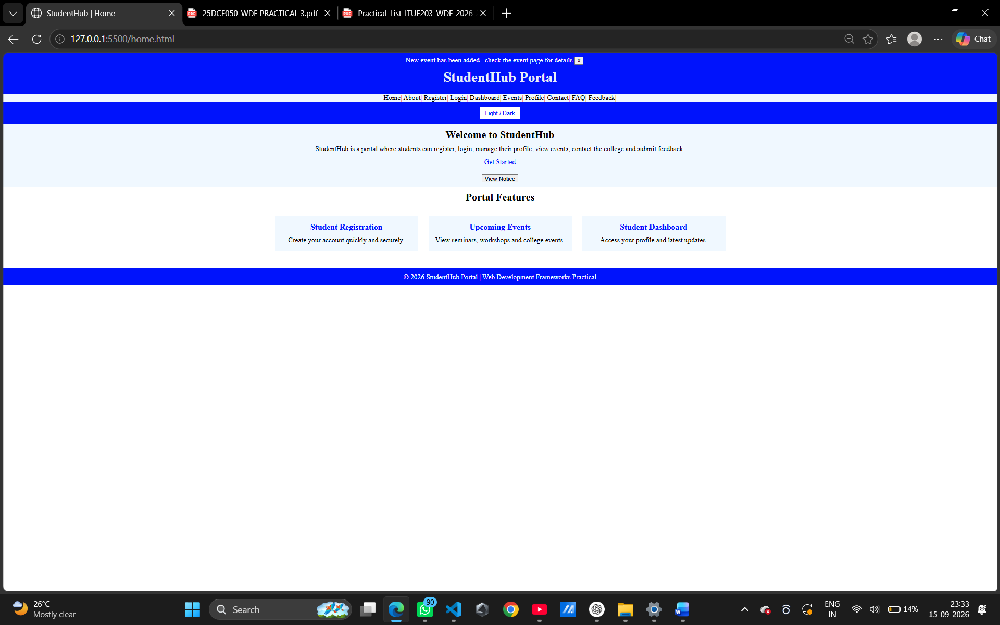 StudentHub | Home
25DCE050_WDF PRACTICAL 3.pdf
Practical_List_ITUE203_WDF_2026_
127.0.0.1:5500/home.html
Chat
New event has been added . check the event page for details x
StudentHub Portal
Home| About| Register| Login| Dashboard| Events| Profile| Contact| FAQ| Feedback|
Light / Dark
Welcome to StudentHub
StudentHub is a portal where students can register, login, manage their profile, view events, contact the college and submit feedback.
Get Started
View Notice
Portal Features
Student Registration
Create your account quickly and securely.
Upcoming Events
View seminars, workshops and college events.
Student Dashboard
Access your profile and latest updates.
© 2026 StudentHub Portal | Web Development Frameworks Practical
26°C
Mostly clear
Search
90
ENG
IN
14%
23:33
15-09-2026